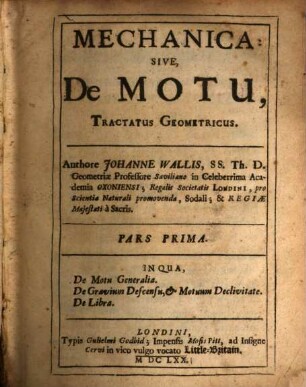 MECHANICA:
SIVE,
De MOTU,
TRACTATUS GEOMETRICUS.
Authore JOHANNE WALLIS, SS. Th. D.
Geometriæ Professore Saviliano in Celeberrima Aca-
demia OXONIENSI; Regalis Societatis LONDINI, pro
Scientia Naturali promovenda, Sodali; & REGIÆ
Majestati à Sacris.
PARS PRIMA.
IN QUA,
De Motu Generalia.
De Gravium Descensu, & Motuum Declivitate.
De Libra.
LONDINI,
Typis Gulielmi Godbid; Impensis Mosis Pitt, ad Insigne
Cervi in vico vulgo vocato Little-Britain.
M DC LXX.